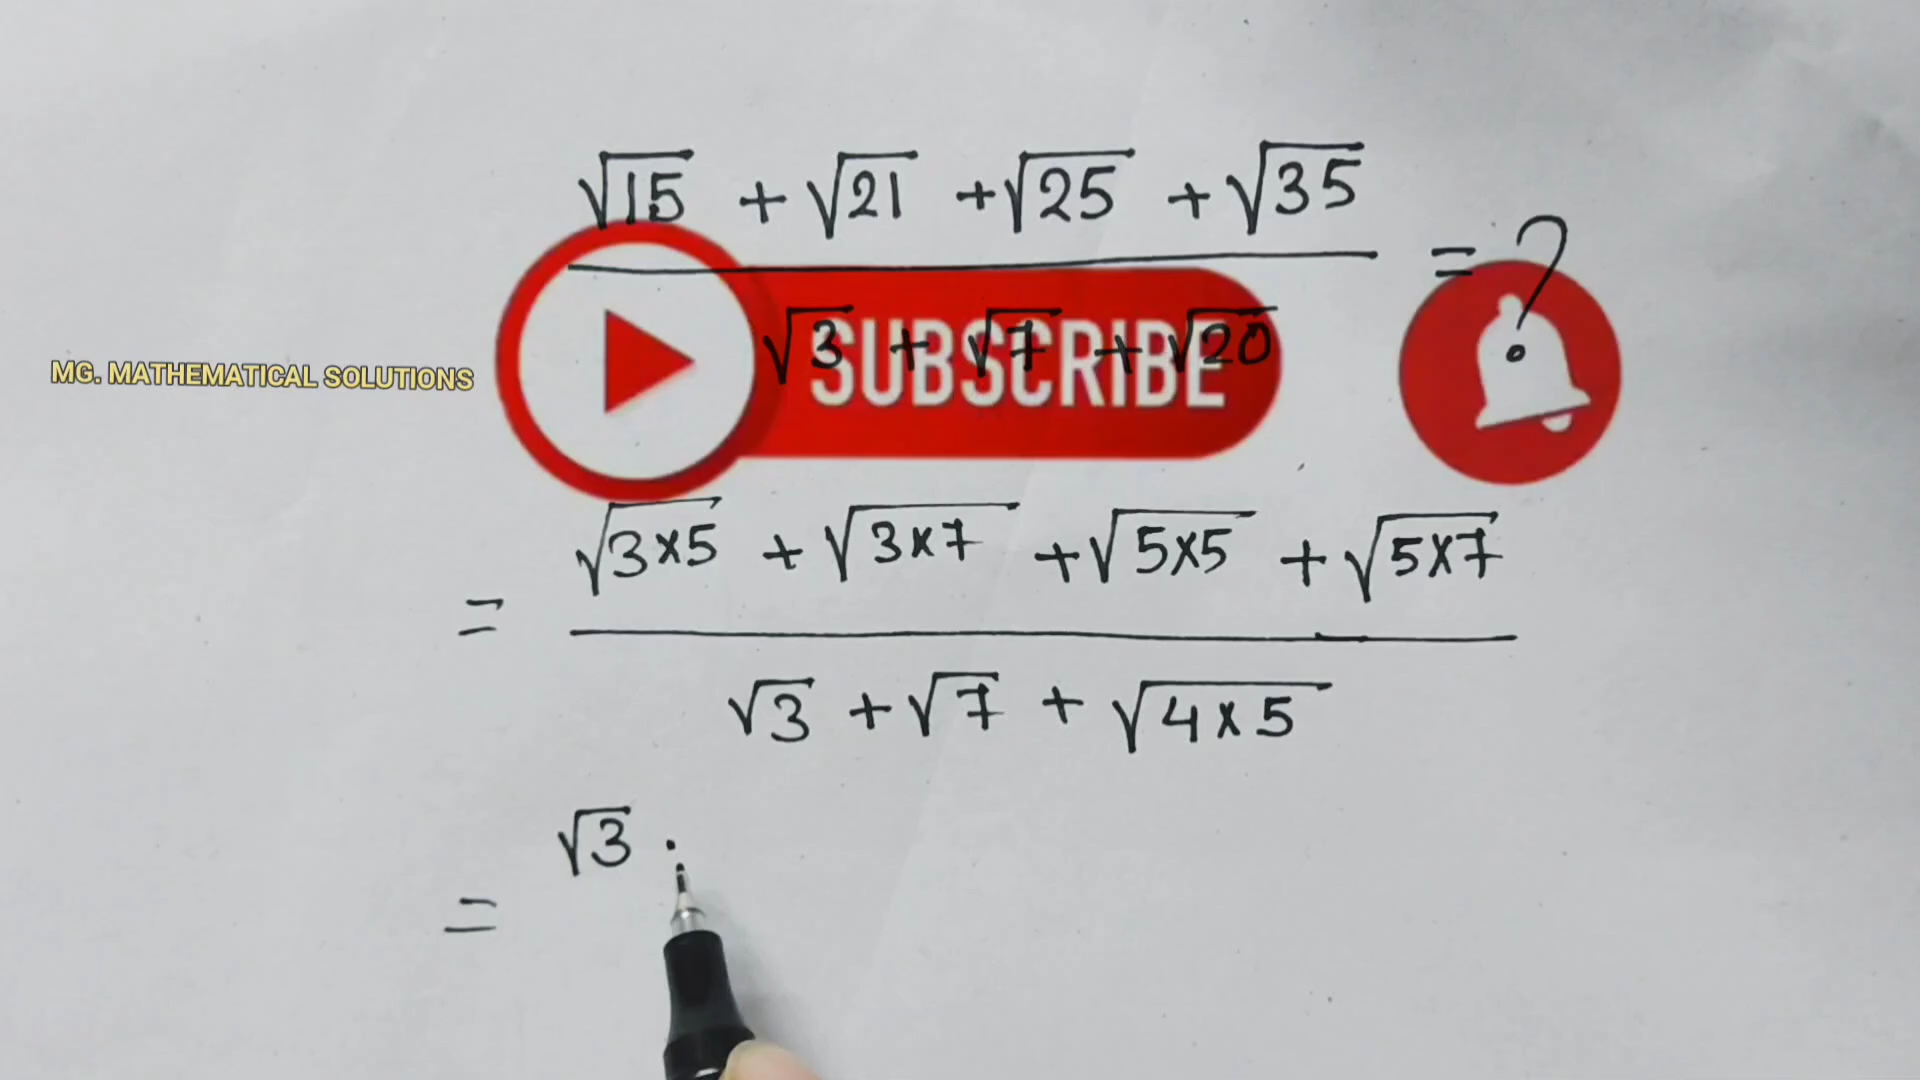 √15 + √21 + √25 + √35
= ?
√3 + √7 + √20
SUBSCRIBE
MG. MATHEMATICAL SOLUTIONS
√3×5 + √3×7 + √5×5 + √5×7
=
√3 + √7 + √4×5
√3 .
=